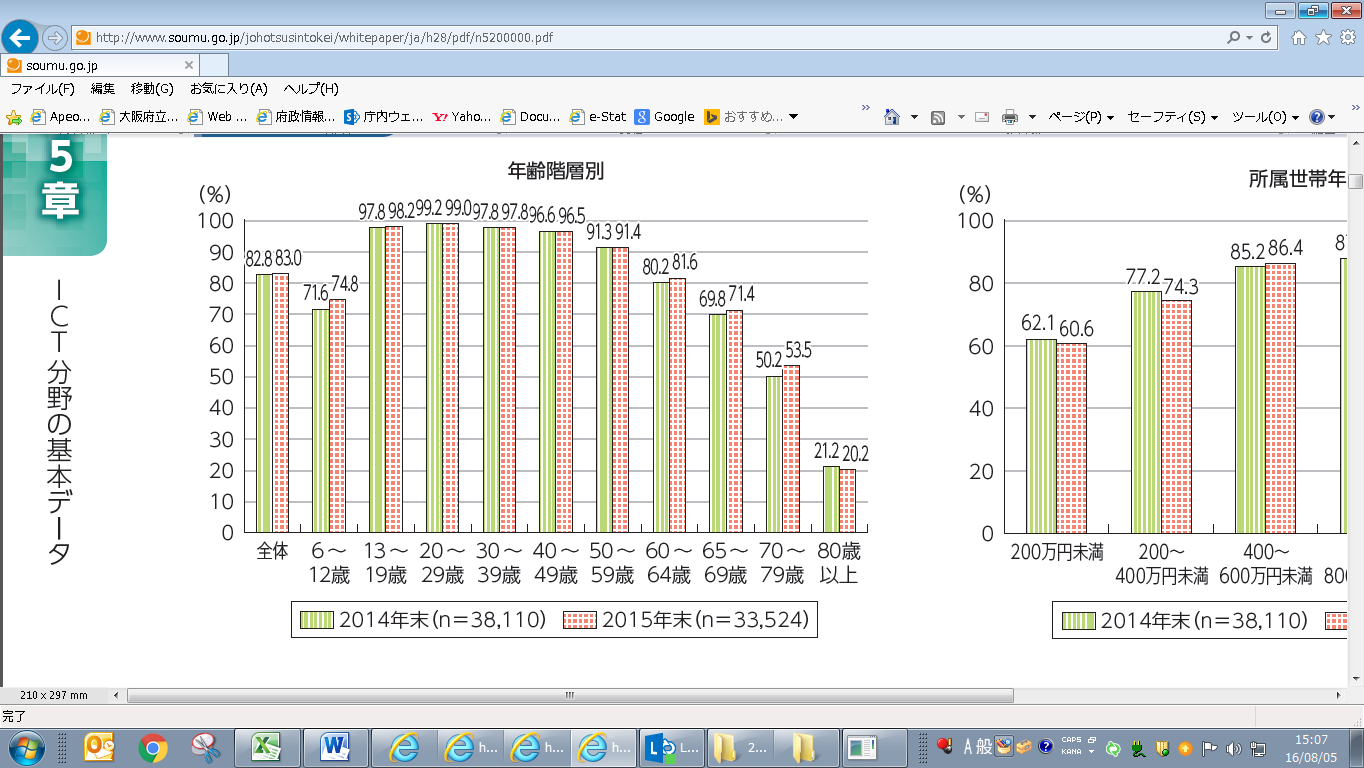 http://www.soumu.go.jp/johotsusintokei/whitepaper/ja/h28/pdf/n5200000.pdf
soumu.go.jp
ファイル(F) 編集 移動(G) お気に入り(A) ヘルプ(H)
Apeo... 大阪府立... Web ... 府政情報... 庁内ウェ... Yaho... Docu... e-Stat Google おすすめ... ページ(P) セーフティ(S) ツール(O)
5
章
ICT分野の基本データ
年齢階層別
(%)
100
90
80
70
60
50
40
30
20
10
0
82.8 83.0
71.6 74.8
97.8 98.2
99.2 99.0
97.8 97.8
96.6 96.5
91.3 91.4
80.2 81.6
69.8 71.4
50.2 53.5
21.2 20.2
全体
6～
12歳
13～
19歳
20～
29歳
30～
39歳
40～
49歳
50～
59歳
60～
64歳
65～
69歳
70～
79歳
80歳
以上
2014年末(n=38,110) 2015年末(n=33,524)
所属世帯年
(%)
100
80
60
40
20
0
62.1 60.6
77.2 74.3
85.2 86.4
200万円未満
200～
400万円未満
400～
600万円未満
2014年末(n=38,110)
210 x 297 mm
完了
h... h... h... L... 2...
A 般
CAPS
KANA
15:07
16/08/05